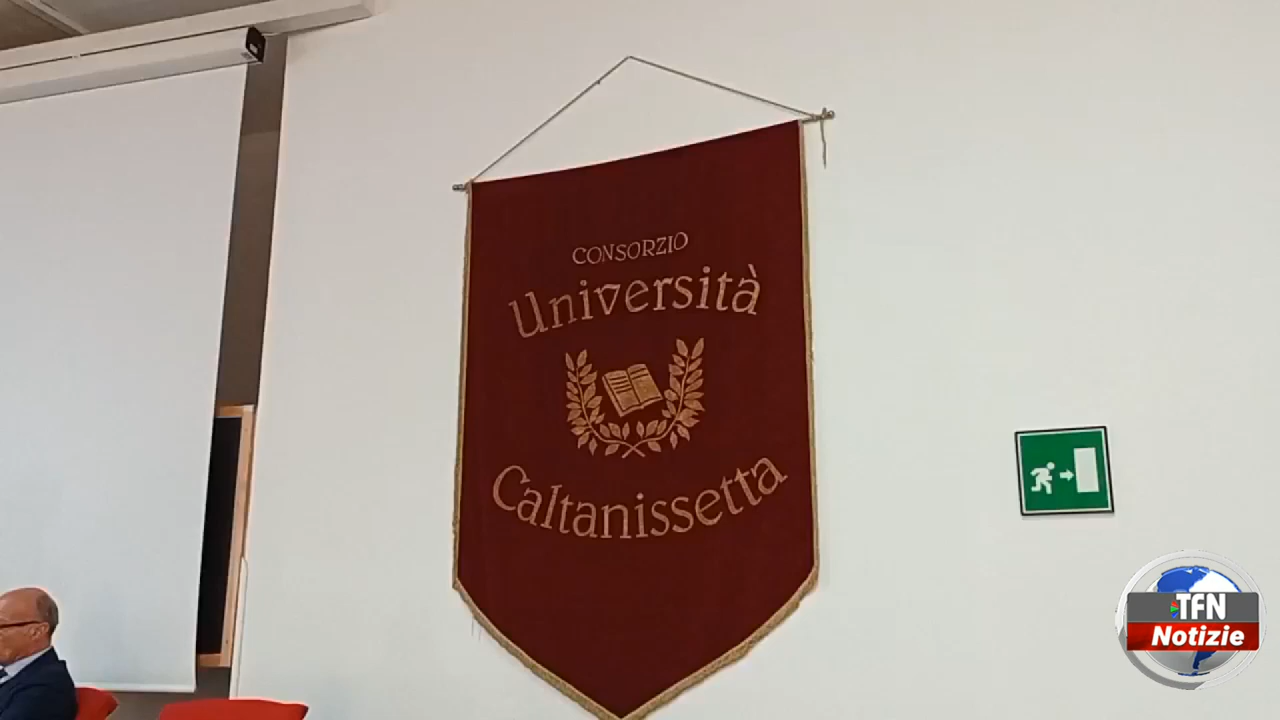 CONSORZIO
Università
Caltanissetta
TFN
Notizie